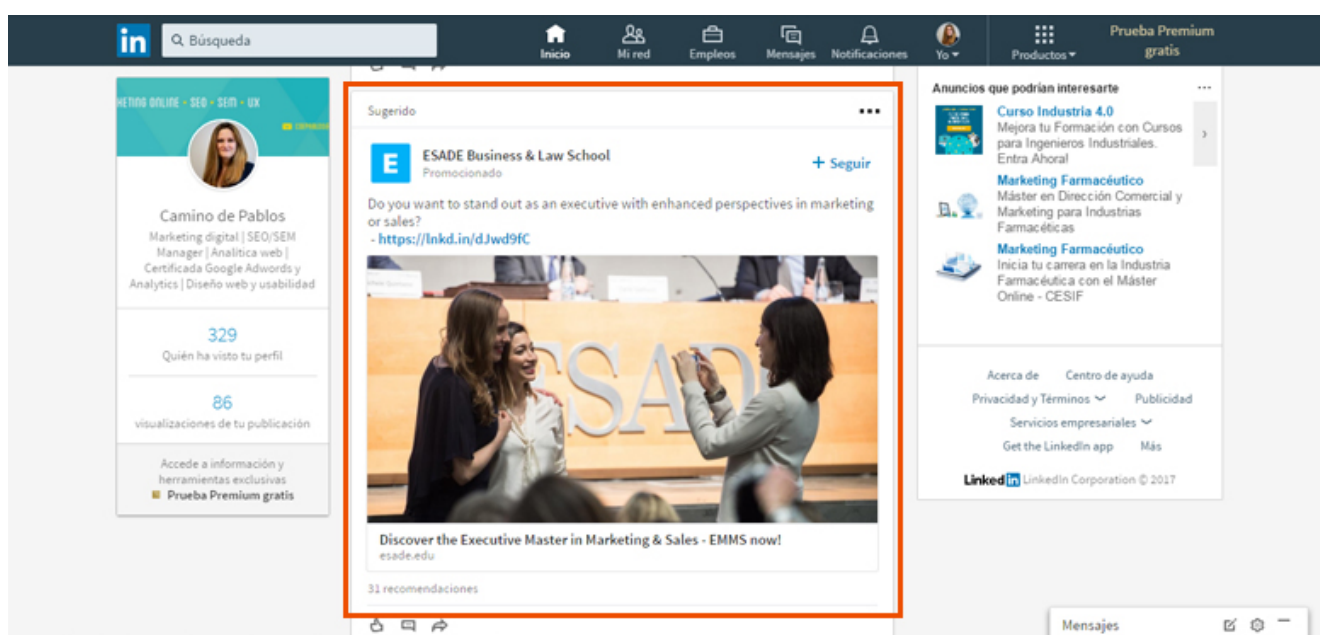 in
Búsqueda
Inicio
Mi red
Empleos
Mensajes
Notificaciones
Yo
Productos
Prueba Premium
gratis
KETING ONLINE · SEO · SEM · UX
Camino de Pablos
Marketing digital | SEO/SEM
Manager | Analítica web |
Certificada Google Adwords y
Analytics | Diseño web y usabilidad
329
Quién ha visto tu perfil
86
visualizaciones de tu publicación
Accede a información y
herramientas exclusivas
Prueba Premium gratis
Sugerido
E
ESADE Business & Law School
Promocionado
+ Seguir
Do you want to stand out as an executive with enhanced perspectives in marketing
or sales?
- https://lnkd.in/dJwd9fC
ESADE
Discover the Executive Master in Marketing & Sales - EMMS now!
esade.edu
31 recomendaciones
Anuncios que podrían interesarte
Curso Industria 4.0
Mejora tu Formación con Cursos
para Ingenieros Industriales.
Entra Ahora!
Marketing Farmacéutico
Máster en Dirección Comercial y
Marketing para Industrias
Farmacéticas
Marketing Farmacéutico
Inicia tu carrera en la Industria
Farmacéutica con el Máster
Online - CESIF
Acerca de Centro de ayuda
Privacidad y Términos Publicidad
Servicios empresariales
Get the LinkedIn app Más
Linked in LinkedIn Corporation © 2017
Mensajes